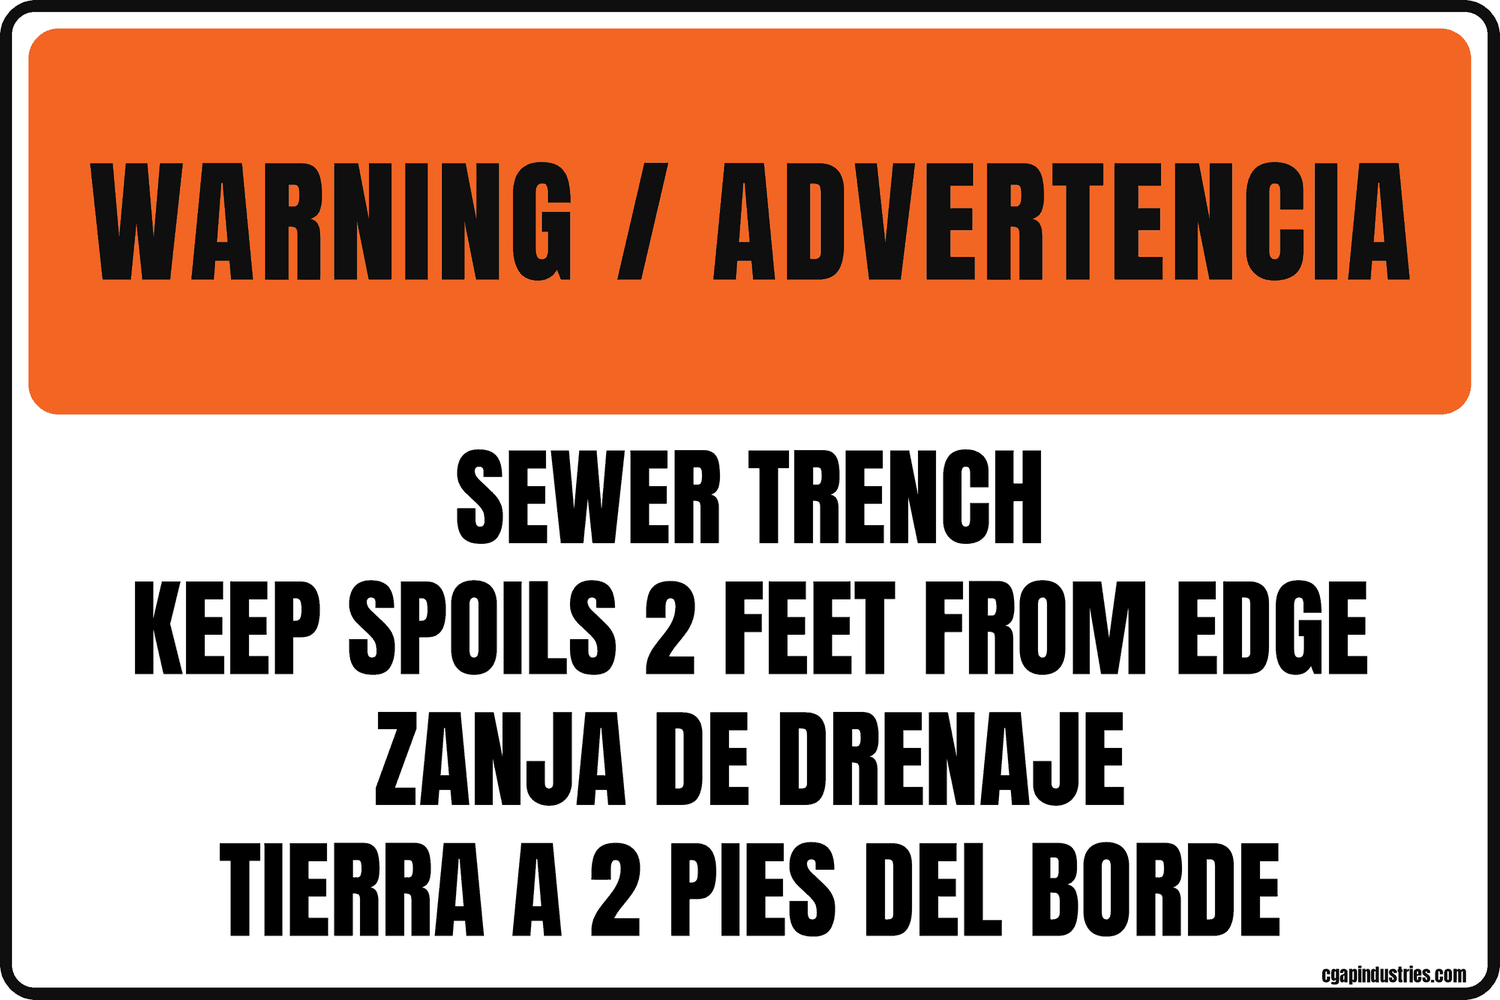 WARNING / ADVERTENCIA
SEWER TRENCH
KEEP SPOILS 2 FEET FROM EDGE
ZANJA DE DRENAJE
TIERRA A 2 PIES DEL BORDE
cgapindustries.com